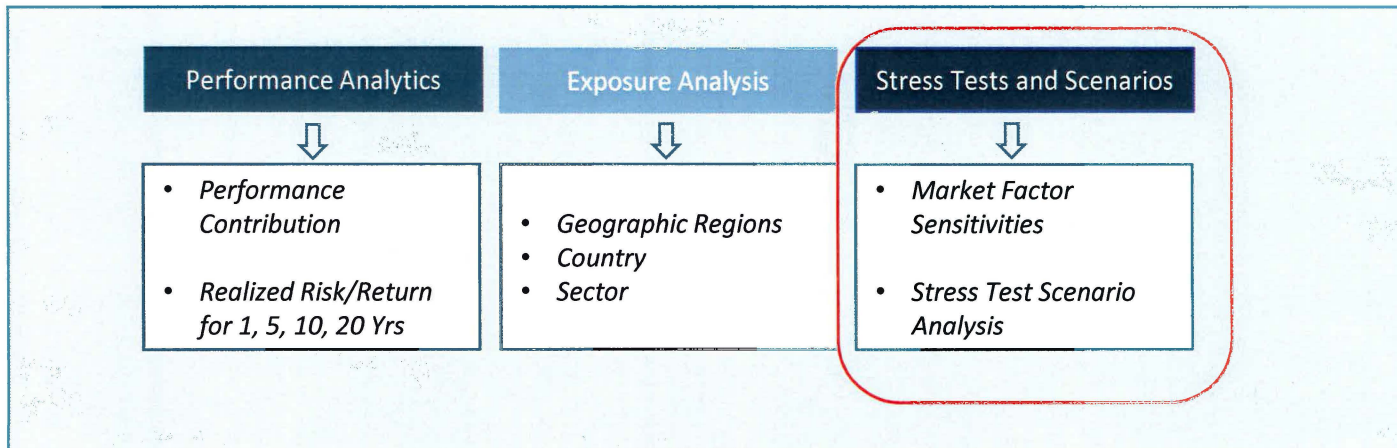 Performance Analytics
Exposure Analysis
Stress Tests and Scenarios
• Performance
Contribution
• Realized Risk/Return
for 1, 5, 10, 20 Yrs
• Geographic Regions
• Country
• Sector
• Market Factor
Sensitivities
• Stress Test Scenario
Analysis